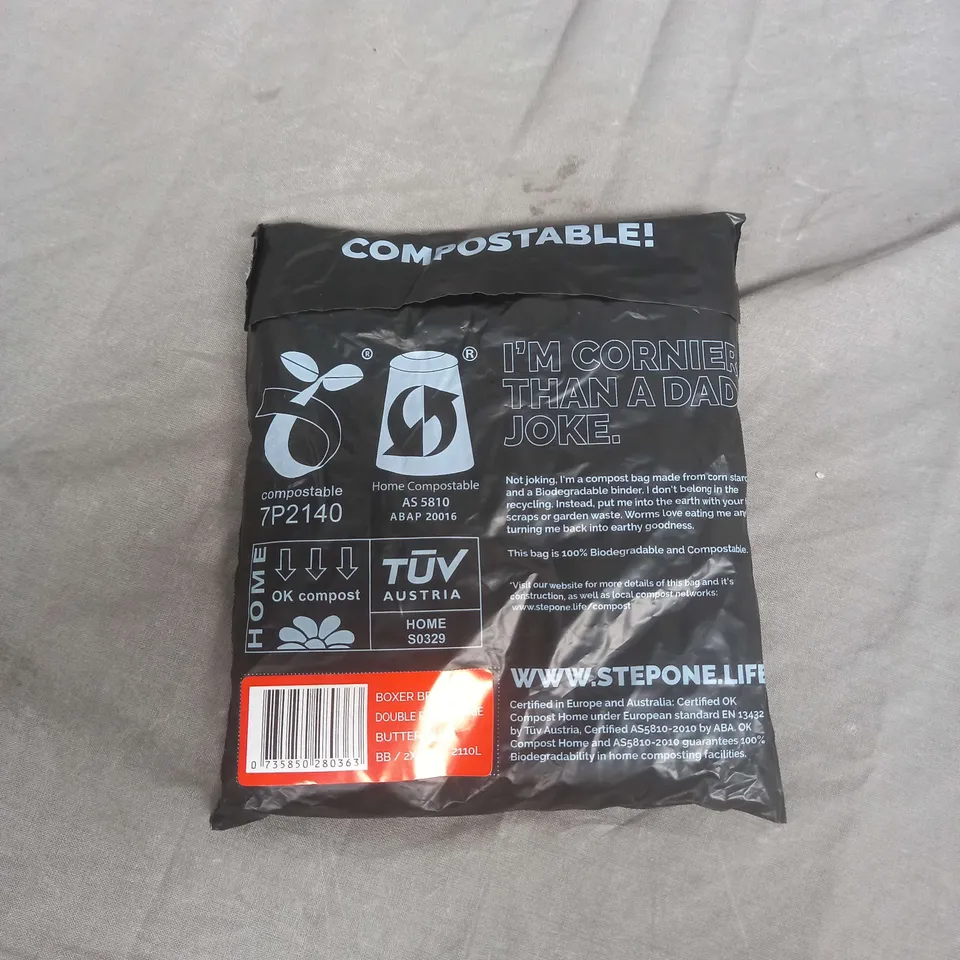 COMPOSTABLE!
®
®
I'M CORNIER
THAN A DAD
JOKE.
compostable
7P2140
Home Compostable
AS 5810
ABAP 20016
Not joking, I'm a compost bag made from corn starc
and a Biodegradable binder. I don't belong in the
recycling. Instead, put me into the earth with your
scraps or garden waste. Worms love eating me an
turning me back into earthy goodness.
This bag is 100% Biodegradable and Compostable.
*Visit our website for more details of this bag and it's
construction, as well as local compost networks:
www.stepone.life/compost
HOME
OK compost
TÜV
AUSTRIA
HOME
S0329
WWW.STEPONE.LIFE
Certified in Europe and Australia: Certified OK
Compost Home under European standard EN 13432
by Tüv Austria, Certified AS5810-2010 by ABA. OK
Compost Home and AS5810-2010 guarantees 100%
Biodegradability in home composting facilities.
BOXER
DOUBLE
BUTTER
BB / 2X 2110L
0 735850 280363